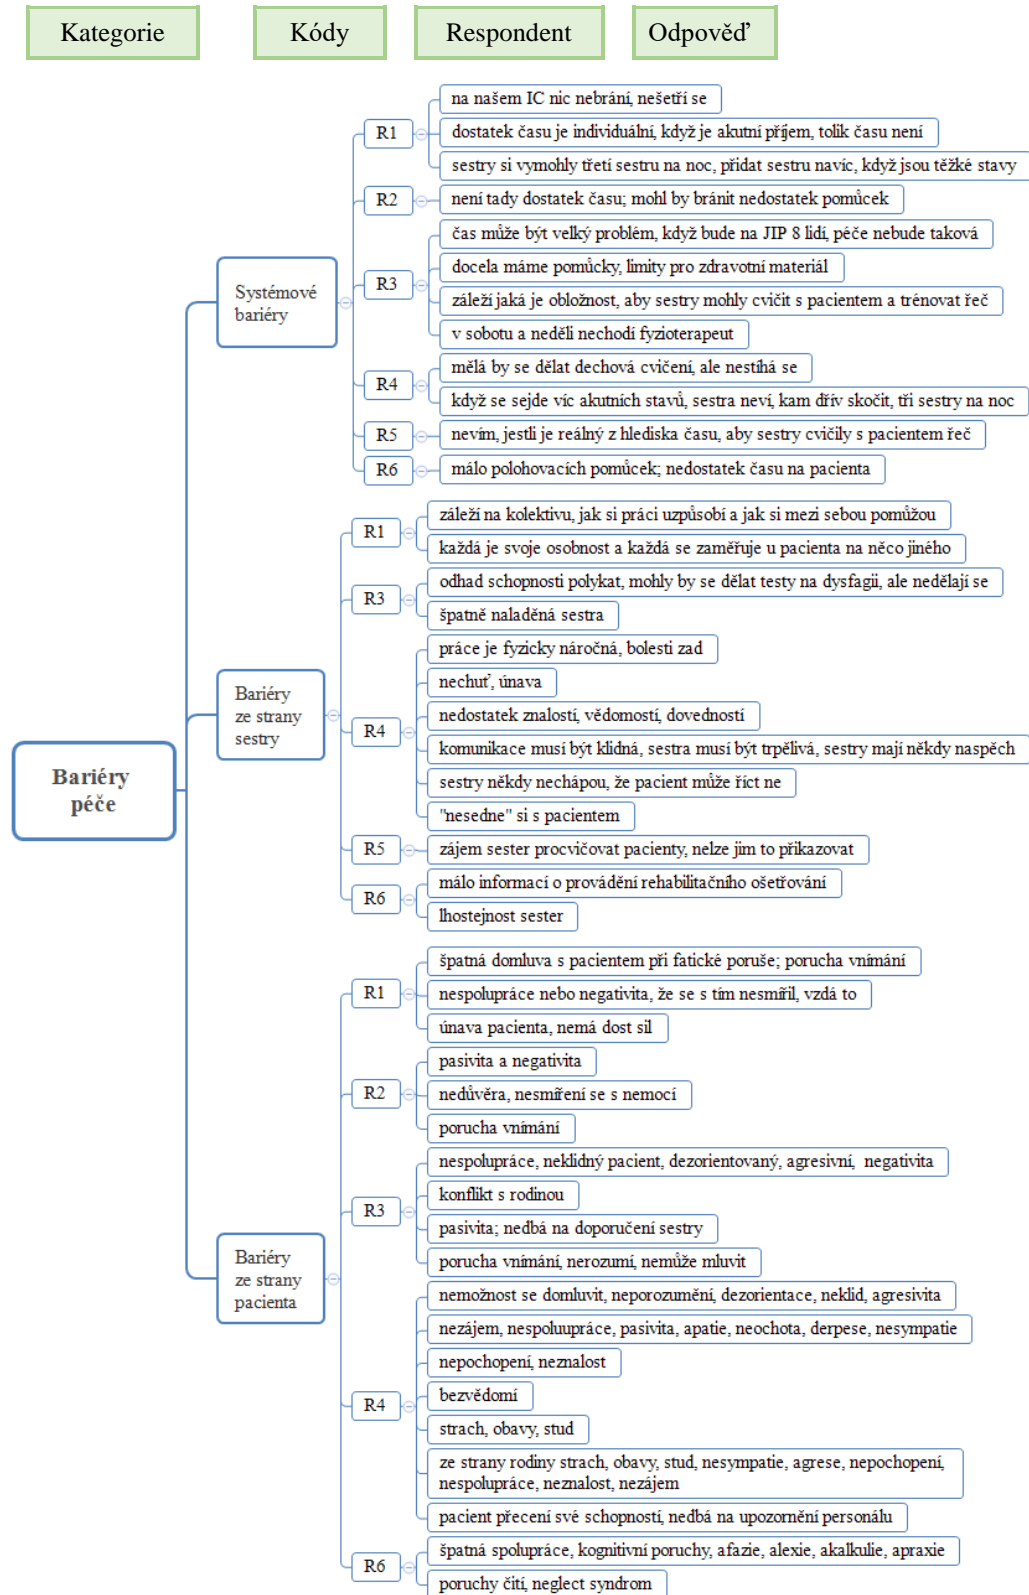 Kategorie
Kódy
Respondent
Odpověď
Bariéry
péče
Systémové
bariéry
R1
na našem IC nic nebrání, nešetří se
dostatek času je individuální, když je akutní příjem, tolik času není
sestry si vymohly třetí sestru na noc, přidat sestru navíc, když jsou těžké stavy
R2
není tady dostatek času; mohl by bránit nedostatek pomůcek
R3
čas může být velký problém, když bude na JIP 8 lidí, péče nebude taková
docela máme pomůcky, limity pro zdravotní materiál
záleží jaká je obložnost, aby sestry mohly cvičit s pacientem a trénovat řeč
v sobotu a neděli nechodí fyzioterapeut
R4
mělá by se dělat dechová cvičení, ale nestíhá se
když se sejde víc akutních stavů, sestra neví, kam dřív skočit, tři sestry na noc
R5
nevím, jestli je reálný z hlediska času, aby sestry cvičily s pacientem řeč
R6
málo polohovacích pomůcek; nedostatek času na pacienta
Bariéry
ze strany
sestry
R1
záleží na kolektivu, jak si práci uzpůsobí a jak si mezi sebou pomůžou
každá je svoje osobnost a každá se zaměřuje u pacienta na něco jiného
R3
odhad schopnosti polykat, mohly by se dělat testy na dysfagii, ale nedělají se
špatně naladěná sestra
R4
práce je fyzicky náročná, bolesti zad
nechuť, únava
nedostatek znalostí, vědomostí, dovedností
komunikace musí být klidná, sestra musí být trpělivá, sestry mají někdy naspěch
sestry někdy nechápou, že pacient může říct ne
"nesedne" si s pacientem
R5
zájem sester procvičovat pacienty, nelze jim to přikazovat
R6
málo informací o provádění rehabilitačního ošetřování
lhostejnost sester
Bariéry
ze strany
pacienta
R1
špatná domluva s pacientem při fatické poruše; porucha vnímání
nespolupráce nebo negativita, že se s tím nesmířil, vzdá to
únava pacienta, nemá dost sil
R2
pasivita a negativita
nedůvěra, nesmíření se s nemocí
porucha vnímání
R3
nespolupráce, neklidný pacient, dezorientovaný, agresivní, negativita
konflikt s rodinou
pasivita; nedbá na doporučení sestry
porucha vnímání, nerozumí, nemůže mluvit
R4
nemožnost se domluvit, neporozumění, dezorientace, neklid, agresivita
nezájem, nespoluupráce, pasivita, apatie, neochota, derpese, nesympatie
nepochopení, neznalost
bezvědomí
strach, obavy, stud
ze strany rodiny strach, obavy, stud, nesympatie, agrese, nepochopení,
nespolupráce, neznalost, nezájem
pacient přecení své schopností, nedbá na upozornění personálu
R6
špatná spolupráce, kognitivní poruchy, afazie, alexie, akalkulie, apraxie
poruchy čití, neglect syndrom